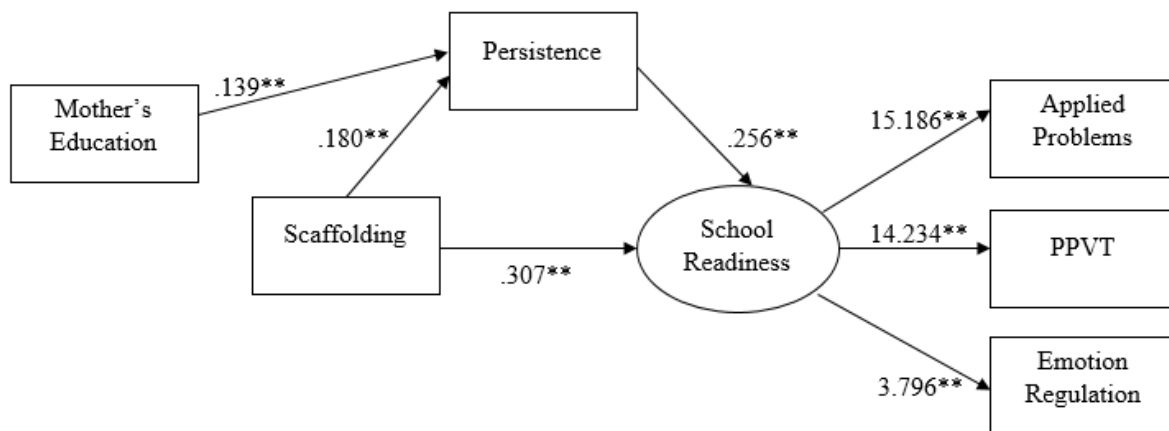 Persistence
.139**
Mother's
Education
.180**
Scaffolding
.307**
.256**
School
Readiness
15.186**
Applied
Problems
14.234**
PPVT
3.796**
Emotion
Regulation